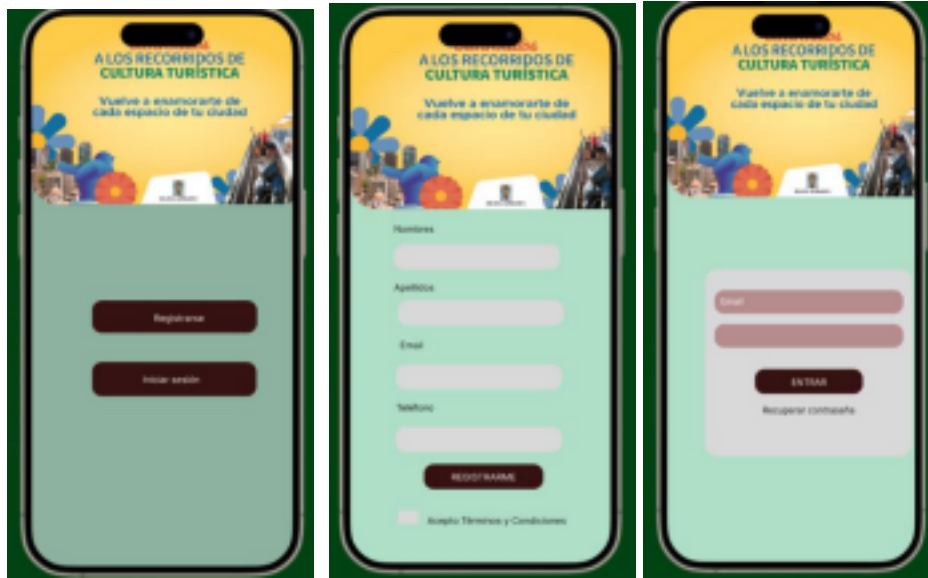 A LOS RECORRIDOS DE
CULTURA TURÍSTICA
Vuelve a enamorarte de
cada espacio de tu ciudad
Registrarse
Iniciar sesión
A LOS RECORRIDOS DE
CULTURA TURÍSTICA
Vuelve a enamorarte de
cada espacio de tu ciudad
Nombres
Apellidos
Email
Teléfono
REGISTRARME
Acepto Términos y Condiciones
A LOS RECORRIDOS DE
CULTURA TURÍSTICA
Vuelve a enamorarte de
cada espacio de tu ciudad
Email
ENTRAR
Recuperar contraseña